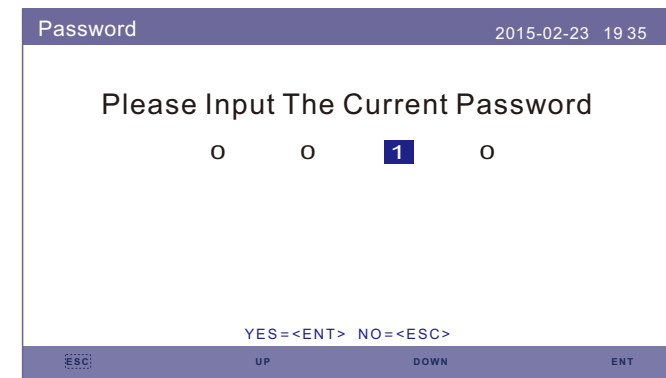 Password 2015-02-23 19 35
Please Input The Current Password
0 0 1 0
YES=<ENT> NO=<ESC>
ESC UP DOWN ENT